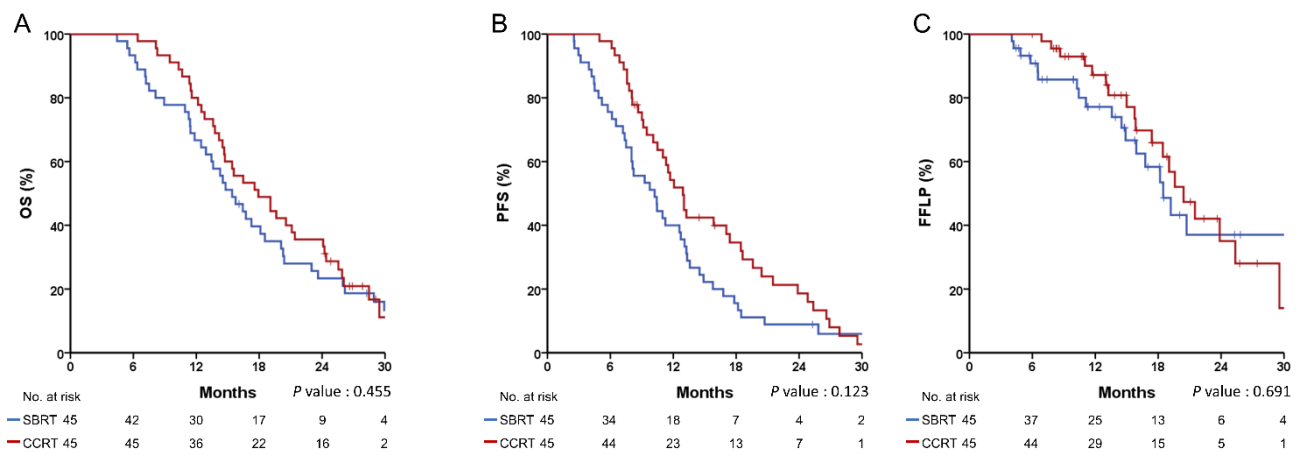 A
100
80
60
40
20
0
OS (%)
0 6 12 18 24 30
Months
P value : 0.455
No. at risk
SBRT 45 42 30 17 9 4
CCRT 45 45 36 22 16 2
B
100
80
60
40
20
0
PFS (%)
0 6 12 18 24 30
Months
P value : 0.123
No. at risk
SBRT 45 34 18 7 4 2
CCRT 45 44 23 13 7 1
C
100
80
60
40
20
0
FFLP (%)
0 6 12 18 24 30
Months
P value : 0.691
No. at risk
SBRT 45 37 25 13 6 4
CCRT 45 44 29 15 5 1